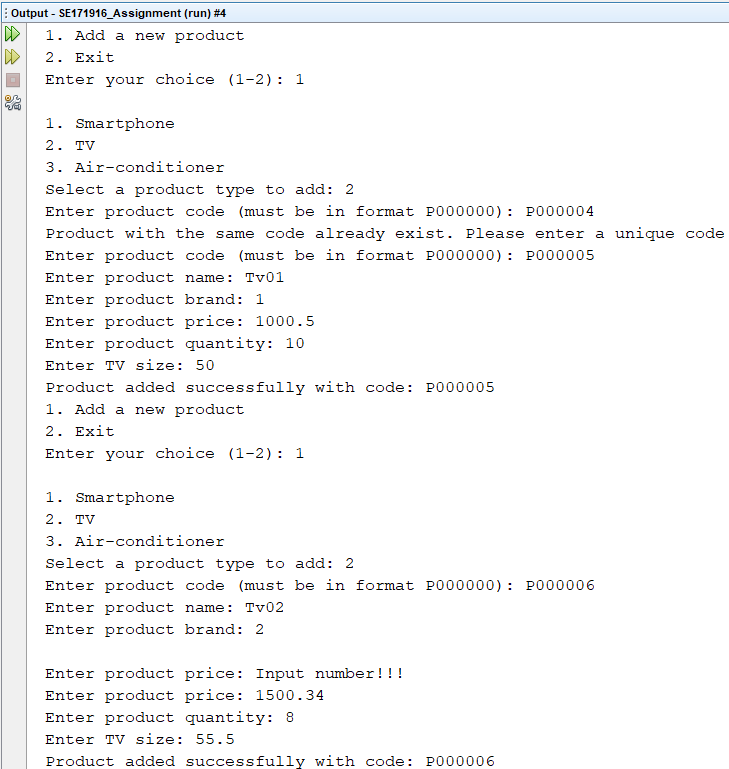 Output - SE171916_Assignment (run) #4
1. Add a new product
2. Exit
Enter your choice (1-2): 1
1. Smartphone
2. TV
3. Air-conditioner
Select a product type to add: 2
Enter product code (must be in format P000000): P000004
Product with the same code already exist. Please enter a unique code
Enter product code (must be in format P000000): P000005
Enter product name: Tv01
Enter product brand: 1
Enter product price: 1000.5
Enter product quantity: 10
Enter TV size: 50
Product added successfully with code: P000005
1. Add a new product
2. Exit
Enter your choice (1-2): 1
1. Smartphone
2. TV
3. Air-conditioner
Select a product type to add: 2
Enter product code (must be in format P000000): P000006
Enter product name: Tv02
Enter product brand: 2
Enter product price: Input number!!!
Enter product price: 1500.34
Enter product quantity: 8
Enter TV size: 55.5
Product added successfully with code: P000006